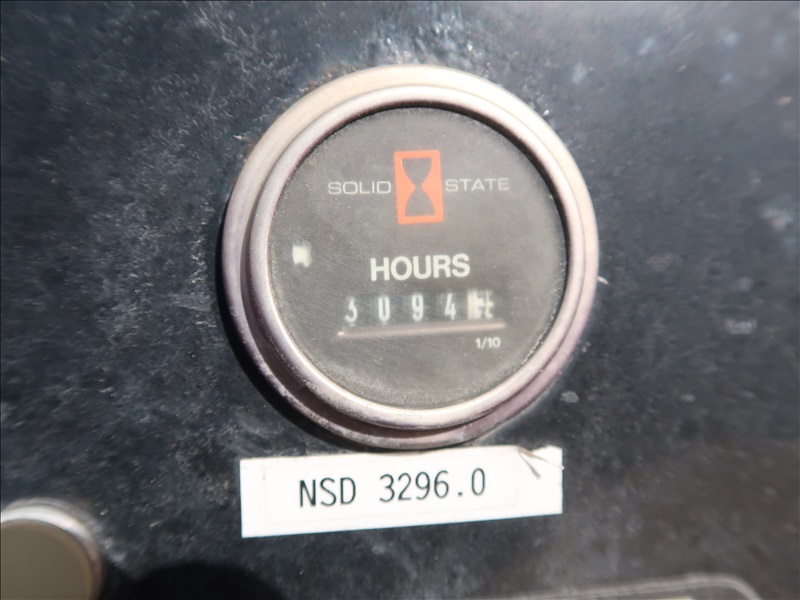 SOLID STATE
HOURS
3094
1/10
NSD 3296.0